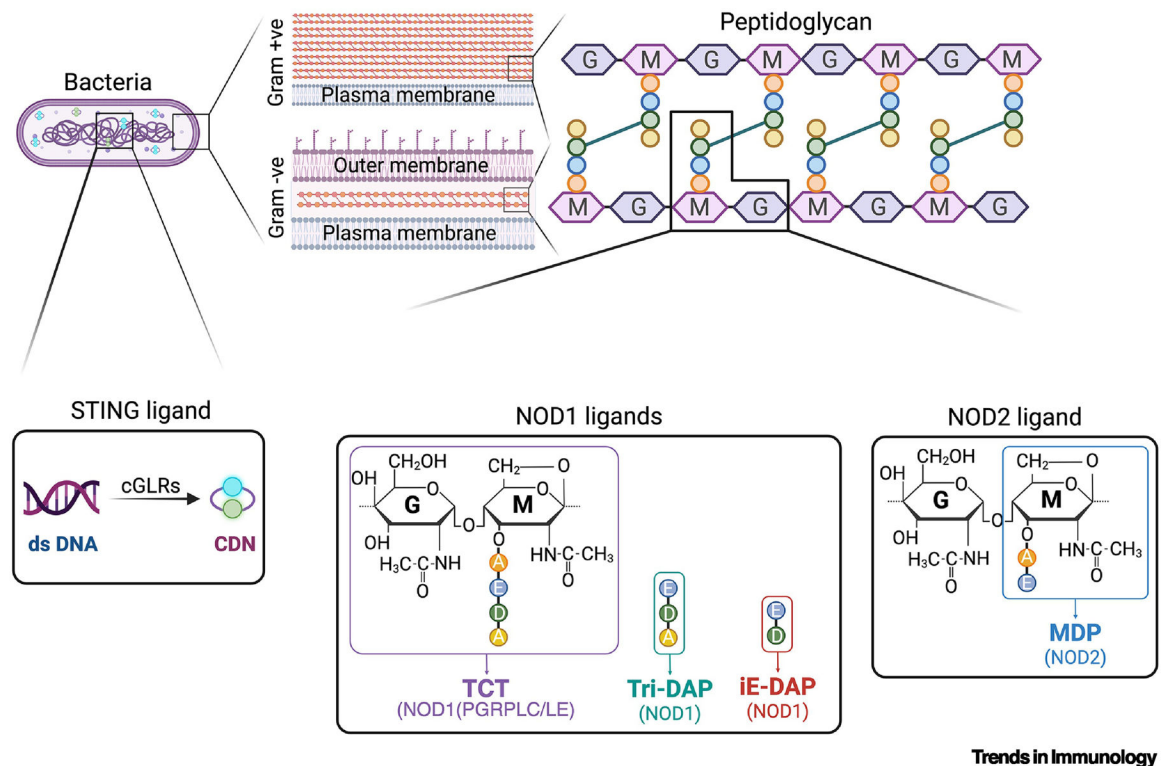 Peptidoglycan
Bacteria
Gram +ve
Plasma membrane
Gram -ve
Outer membrane
Plasma membrane
G M G M G M G M
M G M G M G M G
STING ligand
ds DNA
cGLRs
CDN
NOD1 ligands
CH₂OH
OH
O
G
OH
H₃C-C-NH
O
O
CH₂
O
O
M
O
HN-C-CH₃
O
A
E
D
A
TCT
(NOD1(PGRPLC/LE)
E
D
A
Tri-DAP
(NOD1)
E
D
iE-DAP
(NOD1)
NOD2 ligand
CH₂OH
OH
O
G
OH
H₃C-C-NH
O
O
CH₂
O
O
M
O
HN-C-CH₃
O
A
E
MDP
(NOD2)
Trends in Immunology